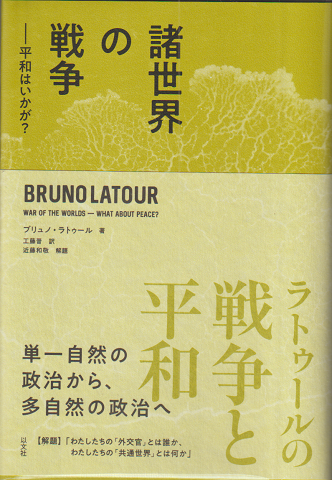 諸世界
の
戦争
──平和はいかが?
BRUNO LATOUR
WAR OF THE WORLDS — WHAT ABOUT PEACE?
ブリュノ・ラトゥール 著
工藤晋 訳
近藤和敬 解題
ラトゥールの
戦争と
平和
単一自然の
政治から、
多自然の政治へ
【解題】「わたしたちの「外交官」とは誰か、
わたしたちの「共通世界」とは何か」
以文社